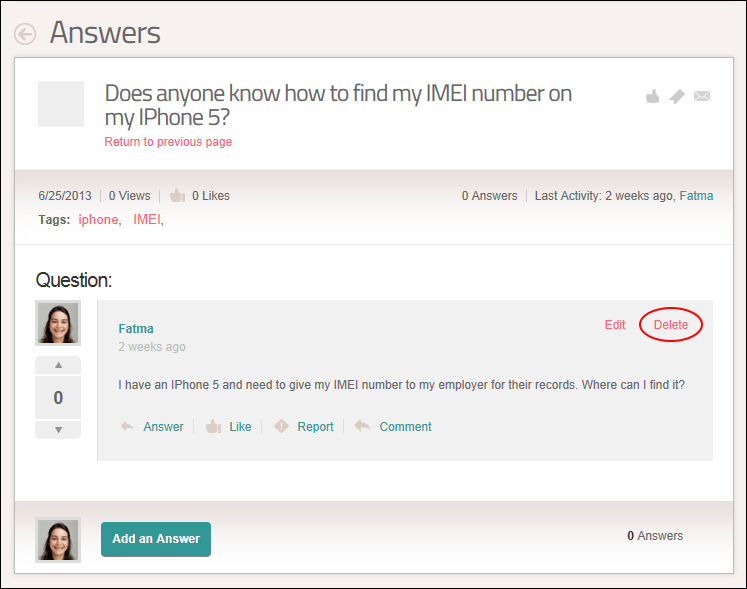 Answers
Does anyone know how to find my IMEI number on
my IPhone 5?
Return to previous page
6/25/2013 0 Views 0 Likes 0 Answers Last Activity: 2 weeks ago, Fatma
Tags: iphone, IMEI,
Question:
Edit Delete
Fatma
2 weeks ago
I have an IPhone 5 and need to give my IMEI number to my employer for their records. Where can I find it?
0
Answer Like Report Comment
Add an Answer 0 Answers